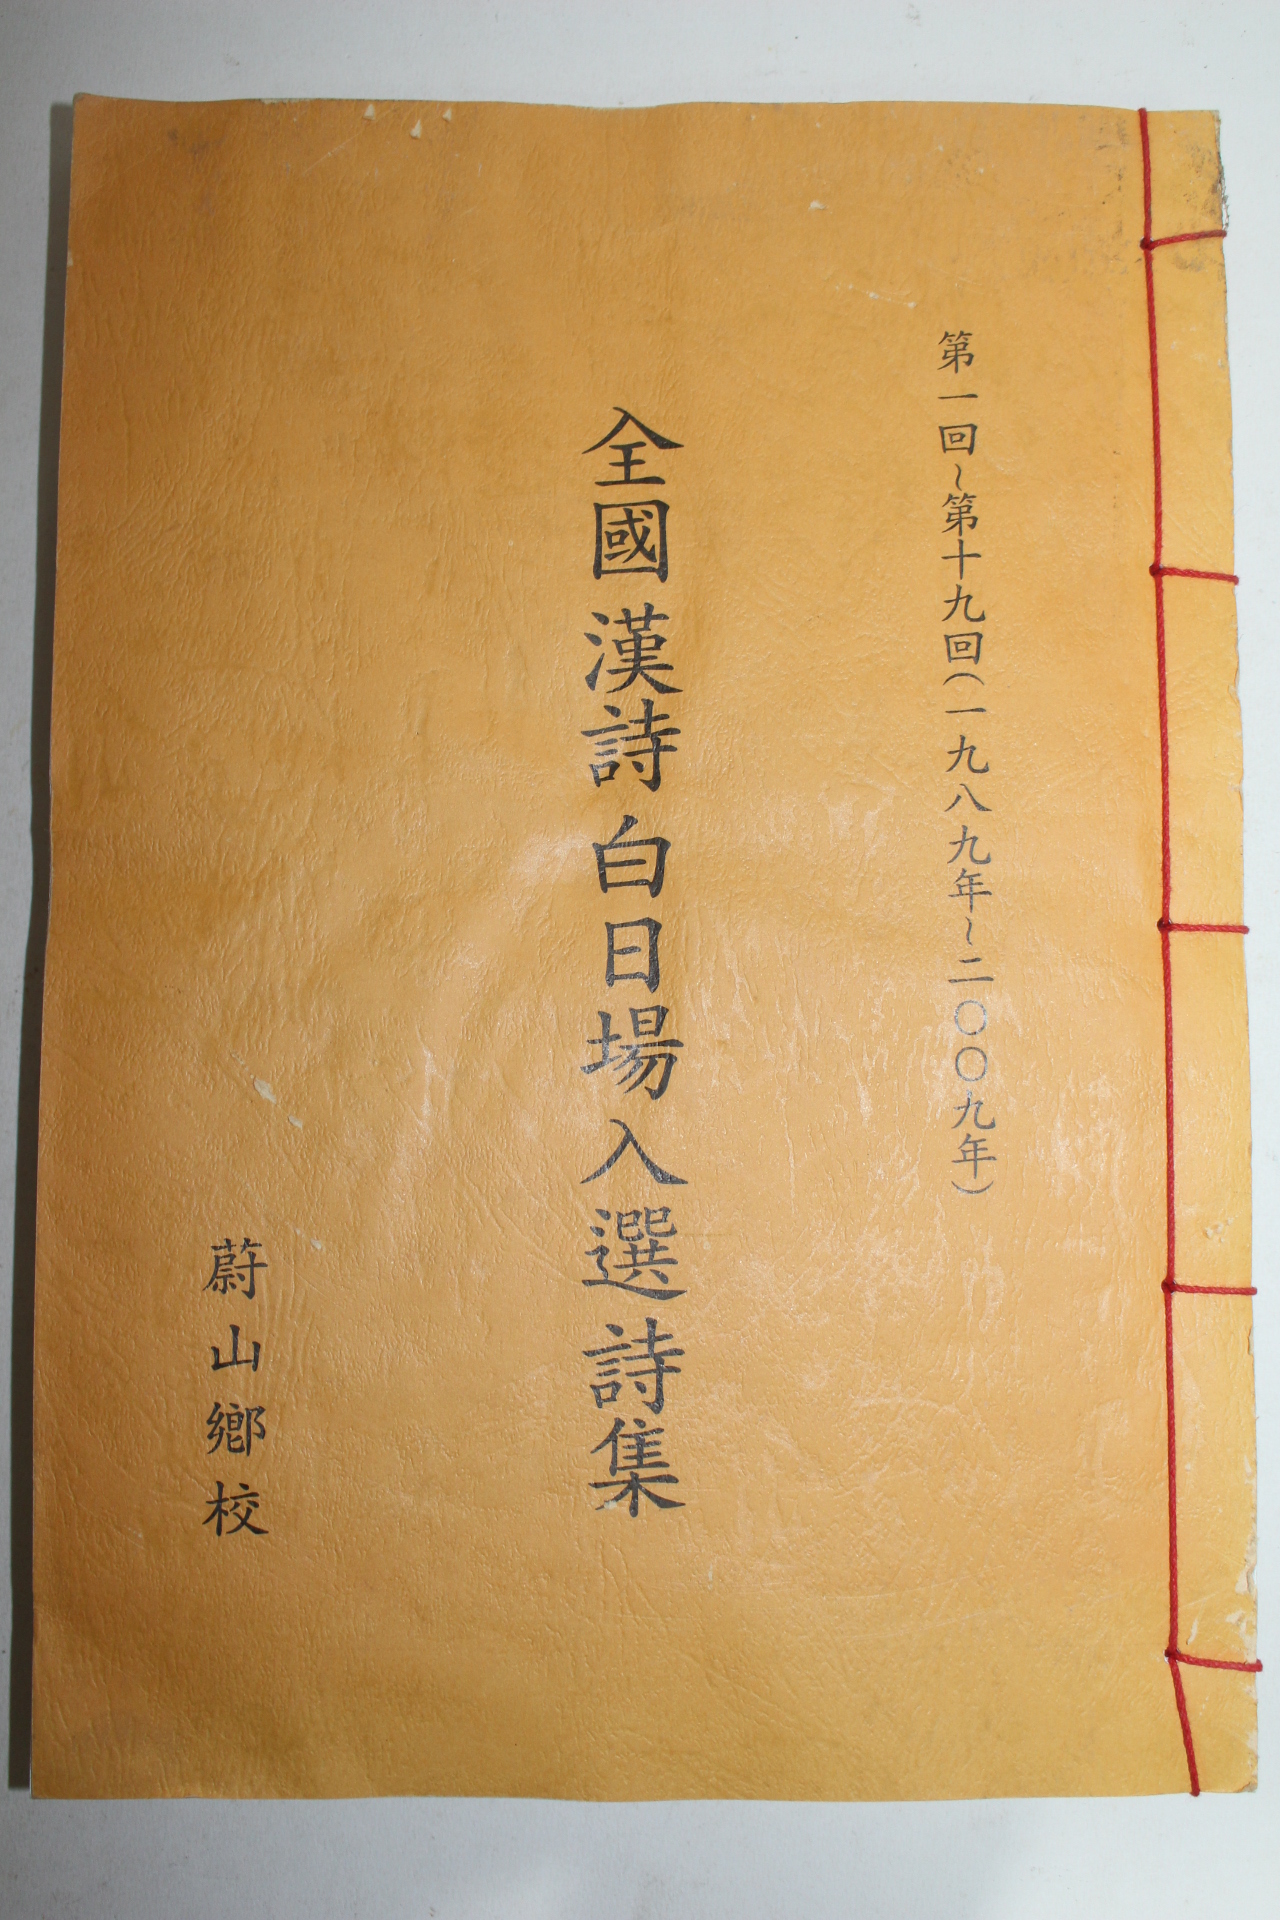 第一回~第十九回(一九八九年~二〇〇九年)
全國漢詩白日場入選詩集
蔚山鄕校